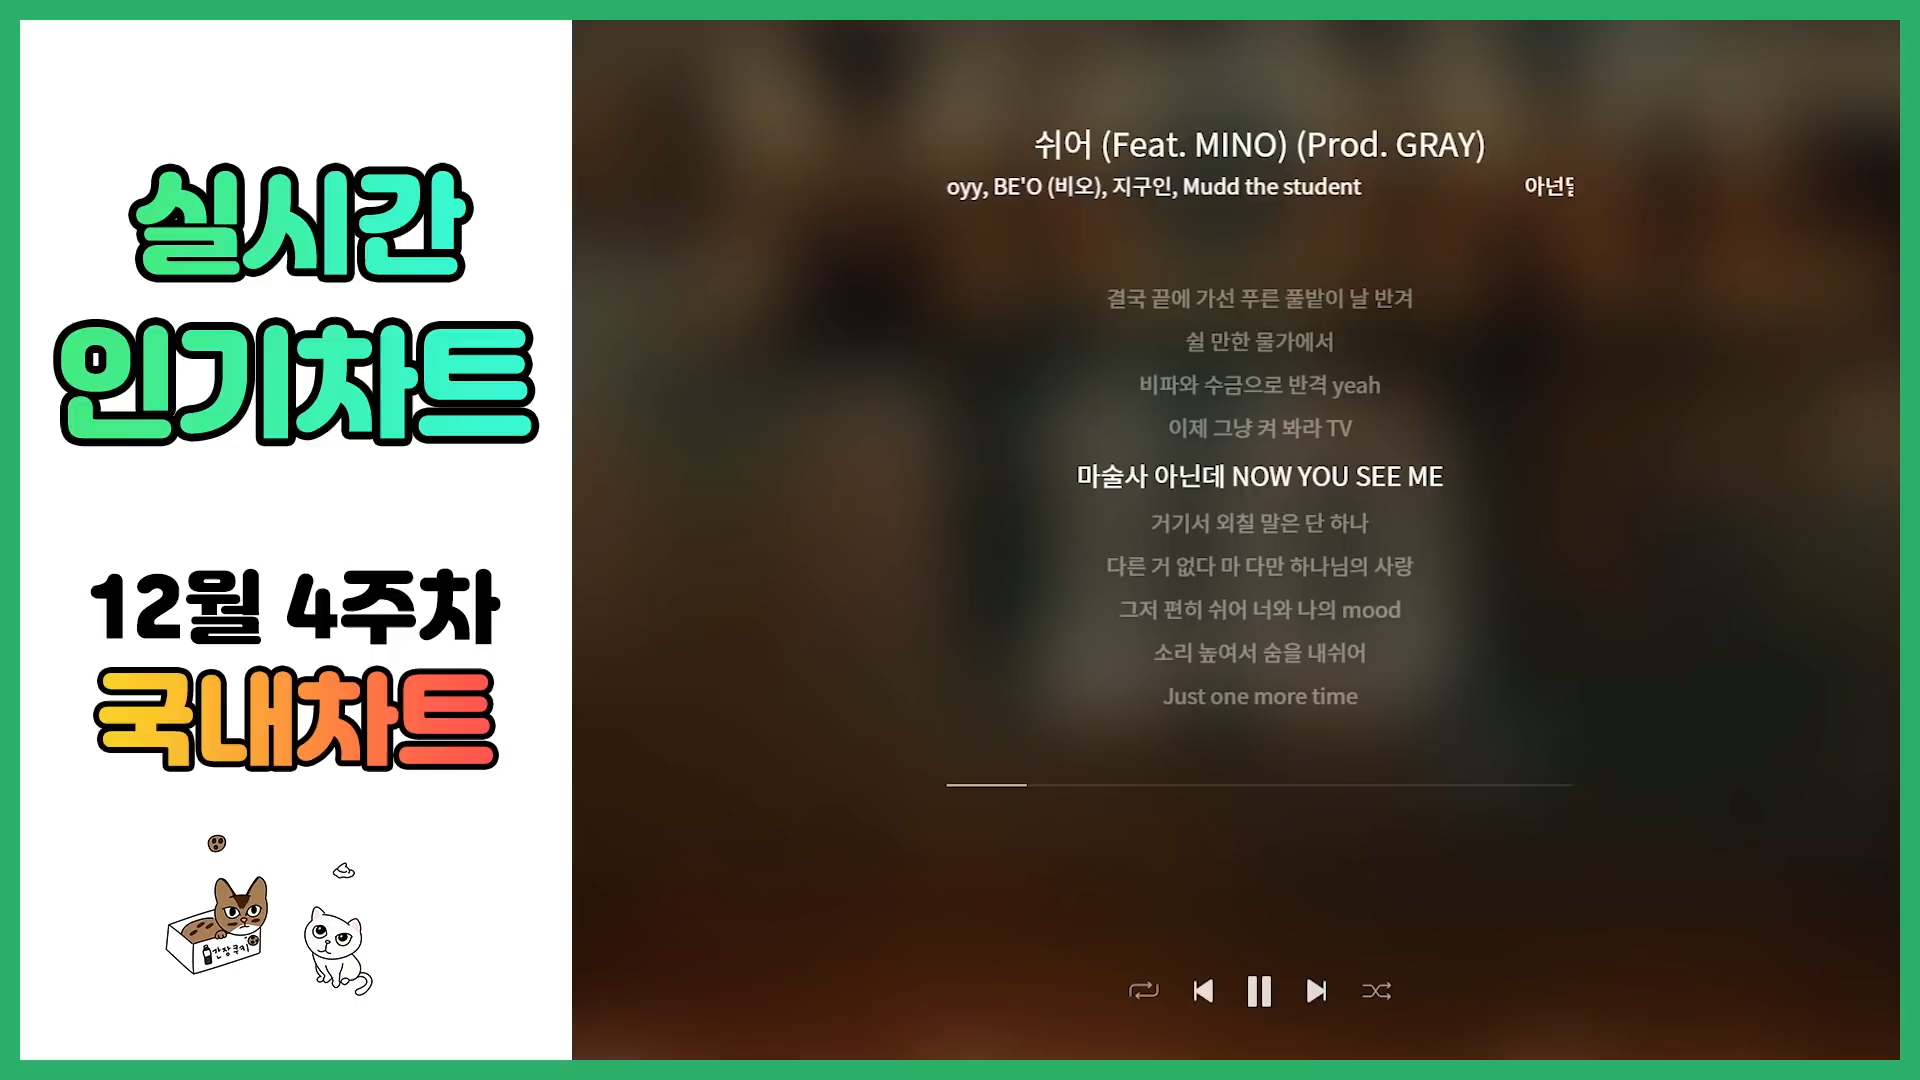 실시간
인기차트
12월 4주차
국내차트
간장쿠키
쉬어 (Feat. MINO) (Prod. GRAY)
oyy, BE'O (비오), 지구인, Mudd the student
아넌
결국 끝에 가선 푸른 풀밭이 날 반겨
쉴 만한 물가에서
비파와 수금으로 반격 yeah
이제 그냥 켜 봐라 TV
마술사 아닌데 NOW YOU SEE ME
거기서 외칠 말은 단 하나
다른 거 없다 마 다만 하나님의 사랑
그저 편히 쉬어 너와 나의 mood
소리 높여서 숨을 내쉬어
Just one more time